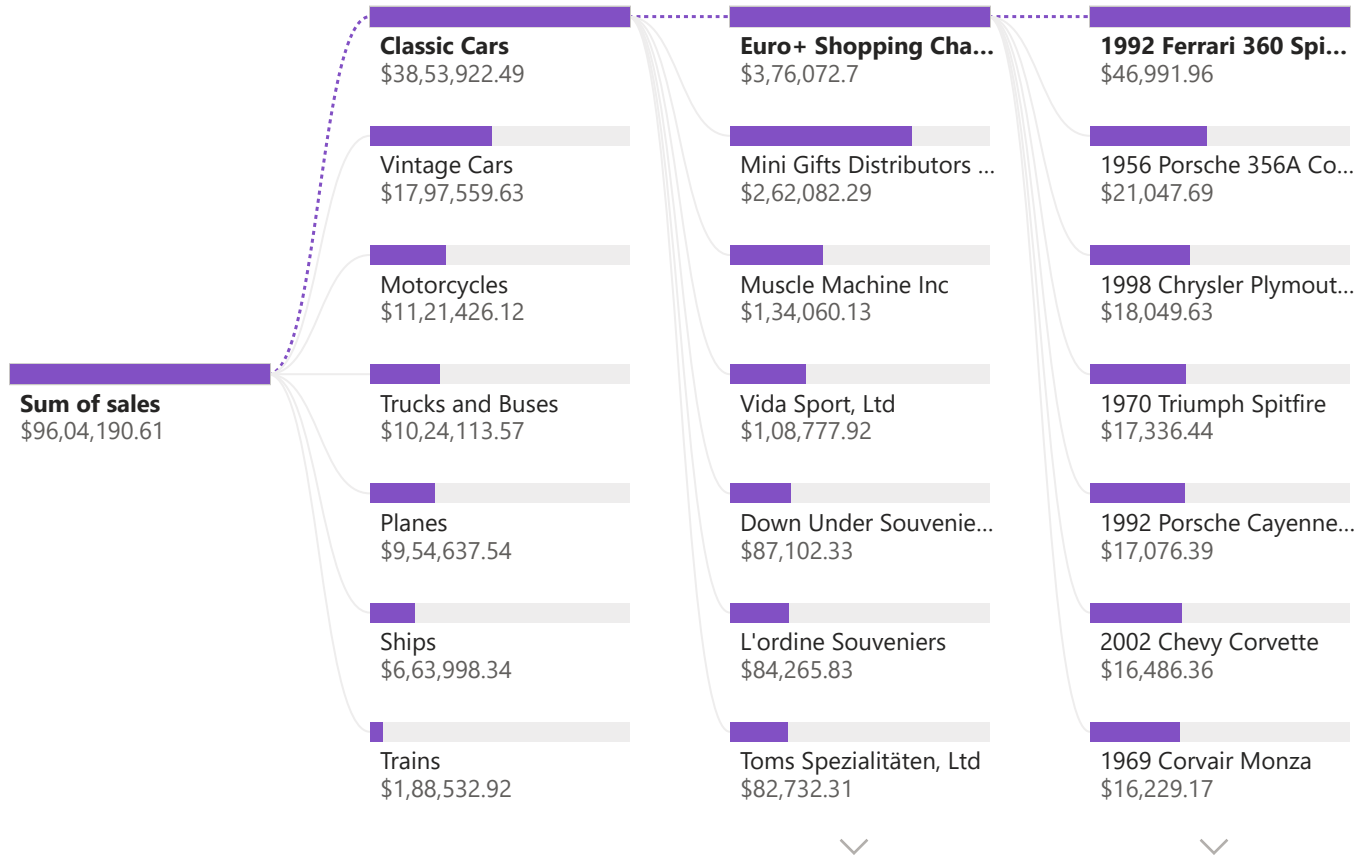 Sum of sales
$96,04,190.61
Classic Cars
$38,53,922.49
Vintage Cars
$17,97,559.63
Motorcycles
$11,21,426.12
Trucks and Buses
$10,24,113.57
Planes
$9,54,637.54
Ships
$6,63,998.34
Trains
$1,88,532.92
Euro+ Shopping Cha...
$3,76,072.7
Mini Gifts Distributors ...
$2,62,082.29
Muscle Machine Inc
$1,34,060.13
Vida Sport, Ltd
$1,08,777.92
Down Under Souvenie...
$87,102.33
L'ordine Souveniers
$84,265.83
Toms Spezialitäten, Ltd
$82,732.31
1992 Ferrari 360 Spi...
$46,991.96
1956 Porsche 356A Co...
$21,047.69
1998 Chrysler Plymout...
$18,049.63
1970 Triumph Spitfire
$17,336.44
1992 Porsche Cayenne...
$17,076.39
2002 Chevy Corvette
$16,486.36
1969 Corvair Monza
$16,229.17